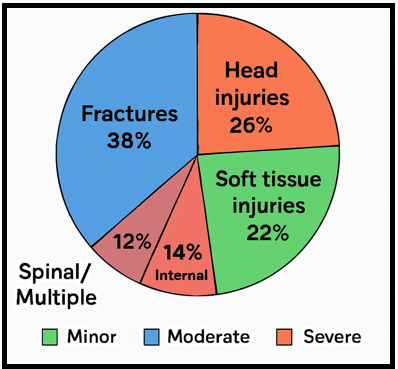 Head
injuries
26%
Fractures
38%
Soft tissue
injuries
22%
12%
14%
Internal
Spinal/
Multiple
Minor
Moderate
Severe